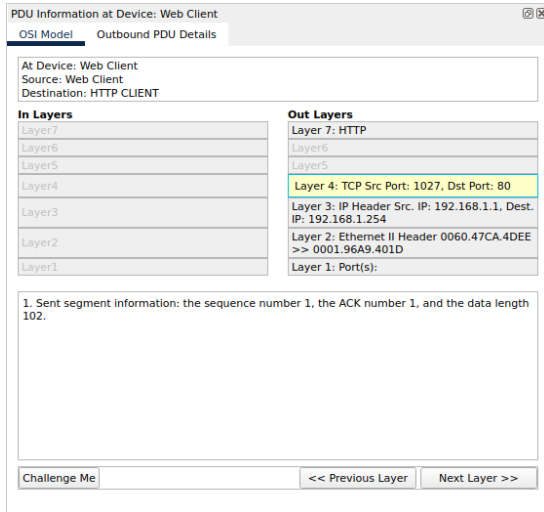 PDU Information at Device: Web Client
OSI Model Outbound PDU Details
At Device: Web Client
Source: Web Client
Destination: HTTP CLIENT
In Layers
Layer7
Layer6
Layer5
Layer4
Layer3
Layer2
Layer1
Out Layers
Layer 7: HTTP
Layer6
Layer5
Layer 4: TCP Src Port: 1027, Dst Port: 80
Layer 3: IP Header Src. IP: 192.168.1.1, Dest.
IP: 192.168.1.254
Layer 2: Ethernet II Header 0060.47CA.4DEE
>> 0001.96A9.401D
Layer 1: Port(s):
1. Sent segment information: the sequence number 1, the ACK number 1, and the data length
102.
Challenge Me << Previous Layer Next Layer >>